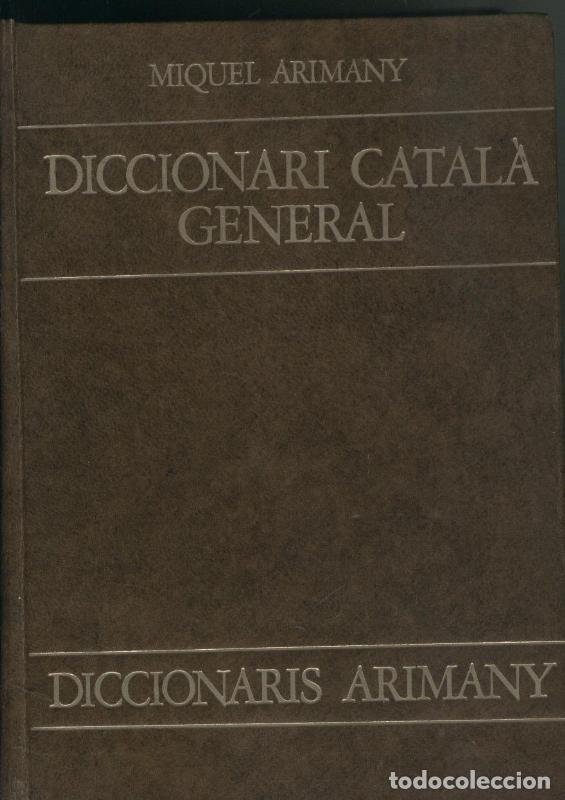 MIQUEL ARIMANY
DICCIONARI CATALÀ
GENERAL
DICCIONARIS ARIMANY
todocoleccion